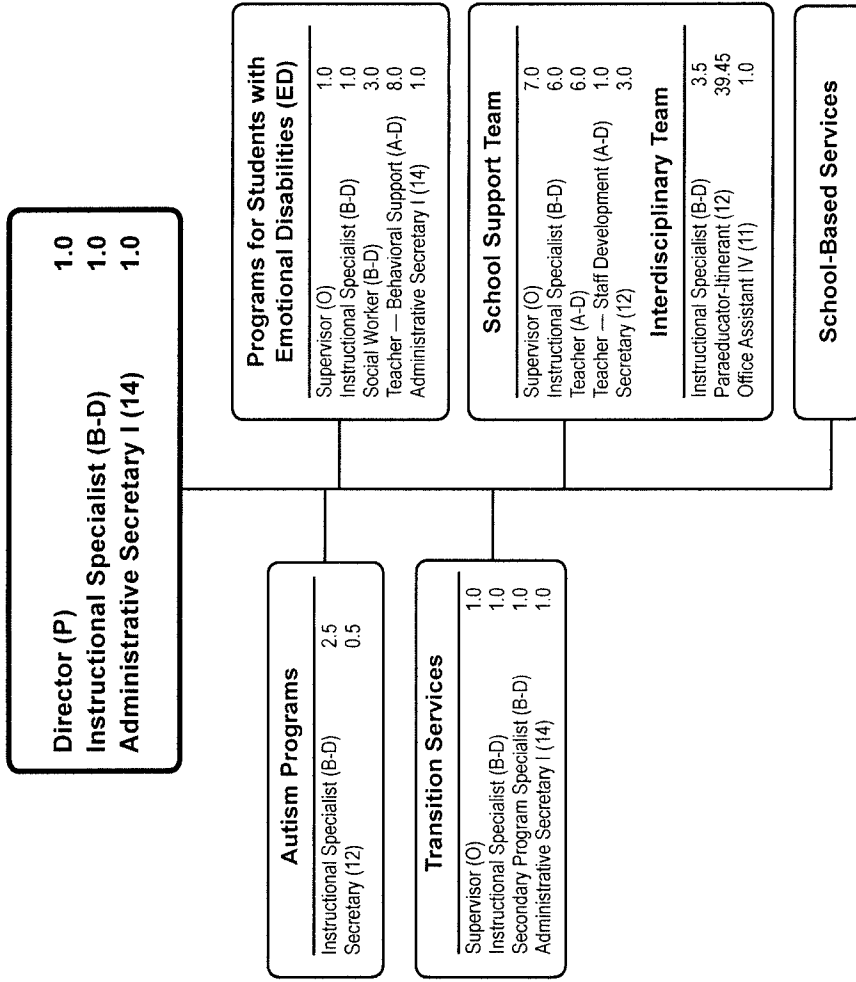 Director (P) 1.0
Instructional Specialist (B-D) 1.0
Administrative Secretary I (14) 1.0
Autism Programs
Instructional Specialist (B-D) 2.5
Secretary (12) 0.5
Transition Services
Supervisor (O) 1.0
Instructional Specialist (B-D) 1.0
Secondary Program Specialist (B-D) 1.0
Administrative Secretary I (14) 1.0
Programs for Students with
Emotional Disabilities (ED)
Supervisor (O) 1.0
Instructional Specialist (B-D) 1.0
Social Worker (B-D) 3.0
Teacher — Behavioral Support (A-D) 8.0
Administrative Secretary I (14) 1.0
School Support Team
Supervisor (O) 7.0
Instructional Specialist (B-D) 6.0
Teacher (A-D) 6.0
Teacher — Staff Development (A-D) 1.0
Secretary (12) 3.0
Interdisciplinary Team
Instructional Specialist (B-D) 3.5
Paraeducator-Itinerant (12) 39.45
Office Assistant IV (11) 1.0
School-Based Services